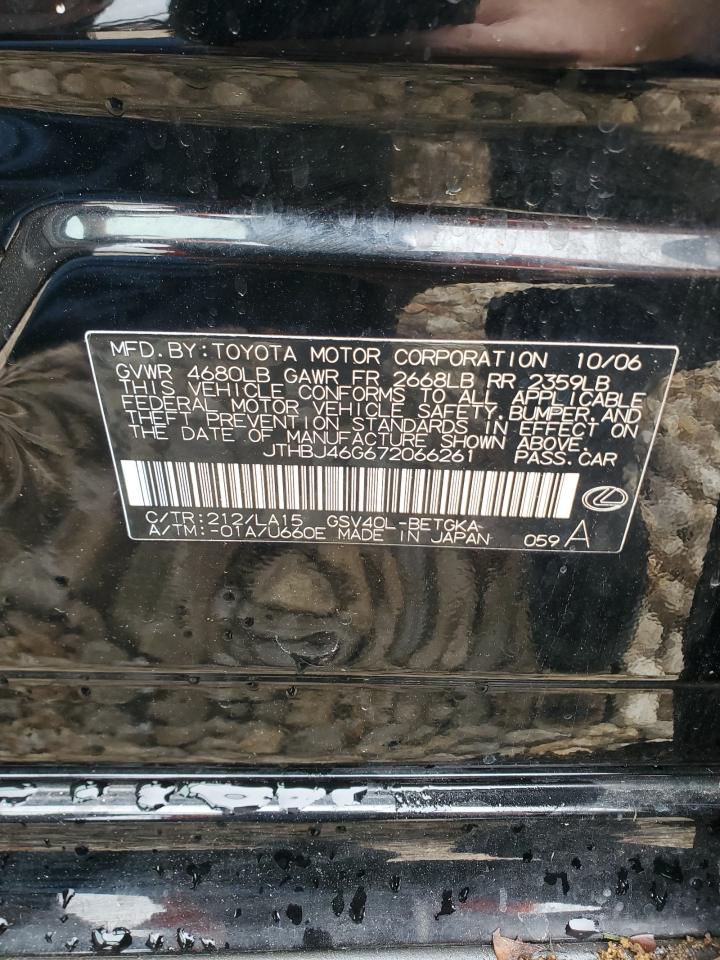 MFD. BY: TOYOTA MOTOR CORPORATION 10/06
GVWR 4680LB GAWR FR 2668LB RR 2359LB
THIS VEHICLE CONFORMS TO ALL APPLICABLE
FEDERAL MOTOR VEHICLE SAFETY, BUMPER, AND
THEFT PREVENTION STANDARDS IN EFFECT ON
THE DATE OF MANUFACTURE SHOWN ABOVE.
JTHBJ46G672066261 PASS.CAR
C/TR:212/LA15 GSV40L-BETGKA
A/TM:-01A/U660E MADE IN JAPAN 059 A